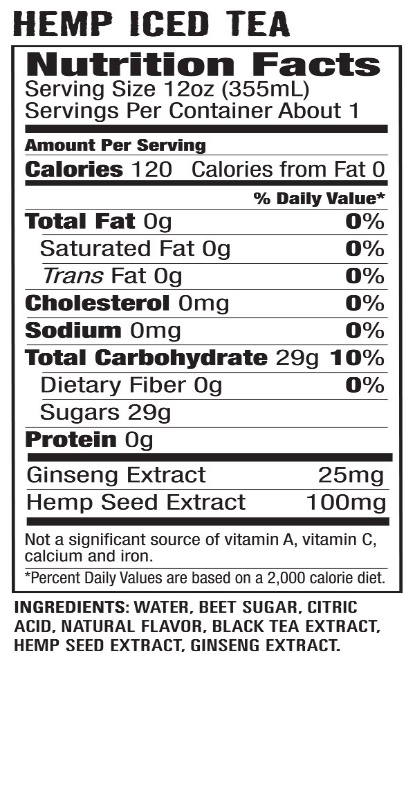 HEMP ICED TEA
Nutrition Facts
Serving Size 12oz (355mL)
Servings Per Container About 1
Amount Per Serving
Calories 120 Calories from Fat 0
% Daily Value*
Total Fat 0g 0%
Saturated Fat 0g 0%
Trans Fat 0g 0%
Cholesterol 0mg 0%
Sodium 0mg 0%
Total Carbohydrate 29g 10%
Dietary Fiber 0g 0%
Sugars 29g
Protein 0g
Ginseng Extract 25mg
Hemp Seed Extract 100mg
Not a significant source of vitamin A, vitamin C,
calcium and iron.
*Percent Daily Values are based on a 2,000 calorie diet.
INGREDIENTS: WATER, BEET SUGAR, CITRIC
ACID, NATURAL FLAVOR, BLACK TEA EXTRACT,
HEMP SEED EXTRACT, GINSENG EXTRACT.